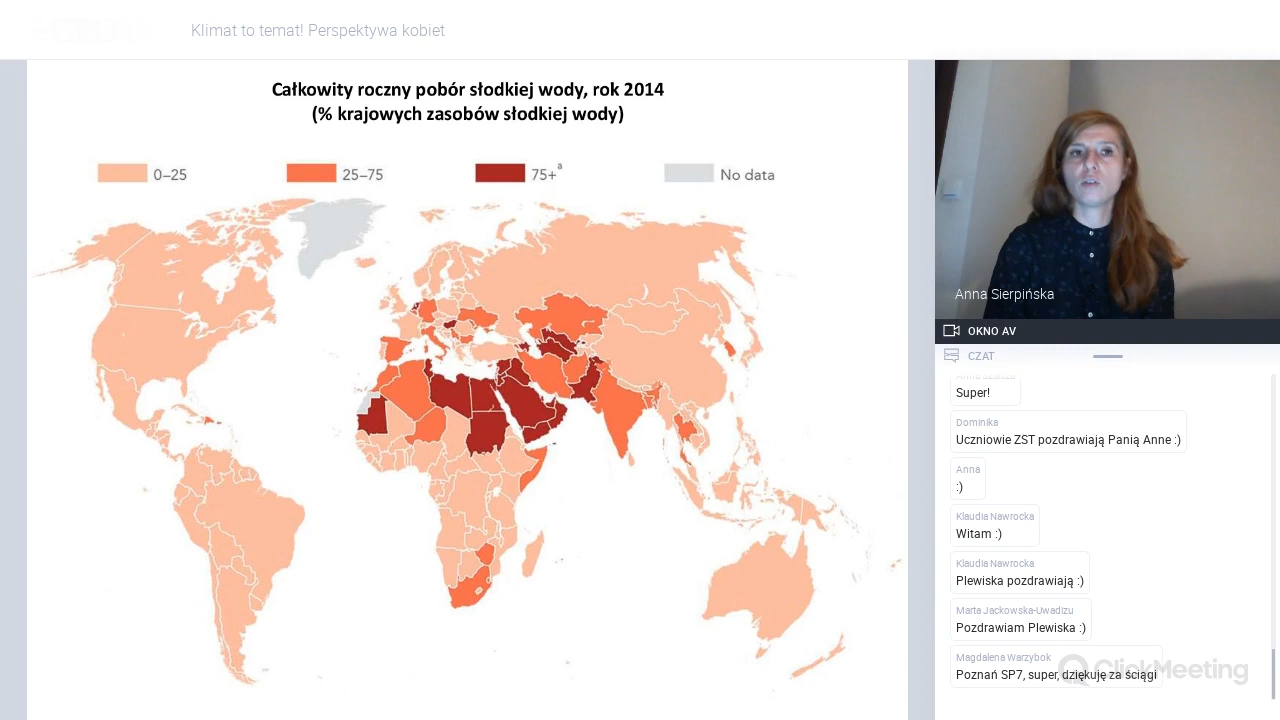 Klimat to temat! Perspektywa kobiet
Całkowity roczny pobór słodkiej wody, rok 2014
(% krajowych zasobów słodkiej wody)
0–25
25–75
75+ a
No data
Anna Sierpińska
OKNO AV
CZAT
Super!
Dominika
Uczniowie ZST pozdrawiają Panią Anne :)
Anna
:)
Klaudia Nawrocka
Witam :)
Klaudia Nawrocka
Plewiska pozdrawiają :)
Marta Jackowska-Uwadizu
Pozdrawiam Plewiska :)
Magdalena Warzybok
Poznań SP7, super, dziękuję za ściągi
ClickMeeting